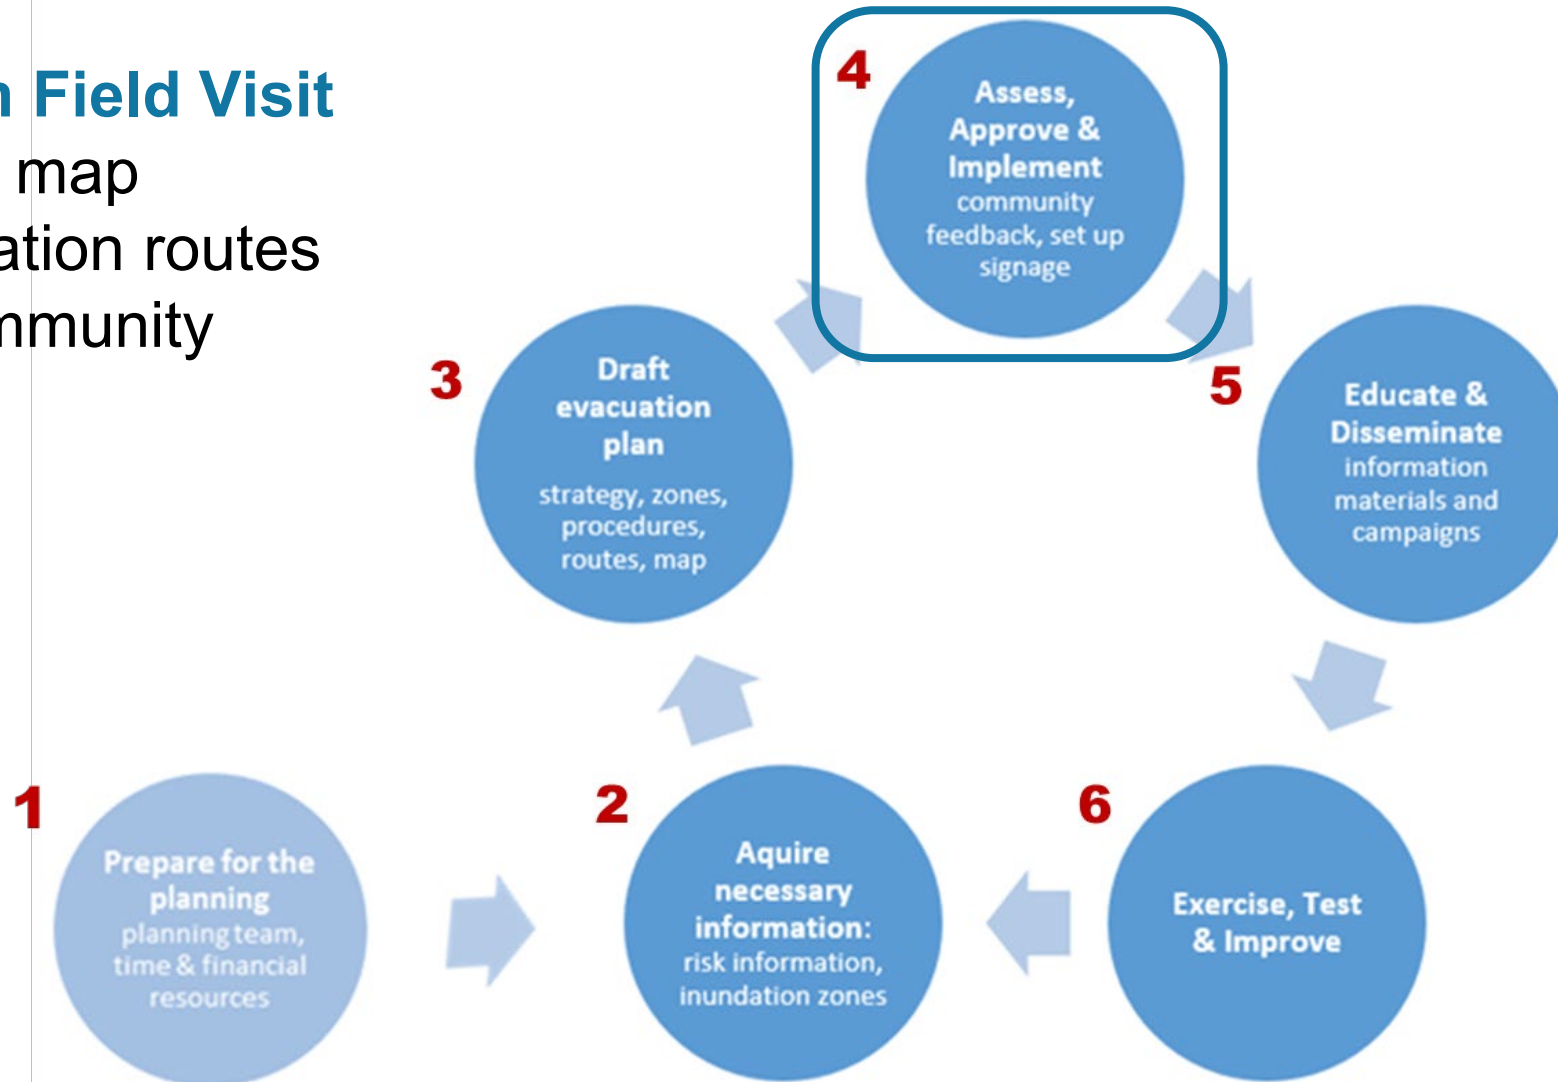 n Field Visit
map
ation routes
mmunity
4
Assess,
Approve &
Implement
community
feedback, set up
signage
3
Draft
evacuation
plan
strategy, zones,
procedures,
routes, map
5
Educate &
Disseminate
information
materials and
campaigns
1
Prepare for the
planning
planning team,
time & financial
resources
2
Aquire
necessary
information:
risk information,
inundation zones
6
Exercise, Test
& Improve